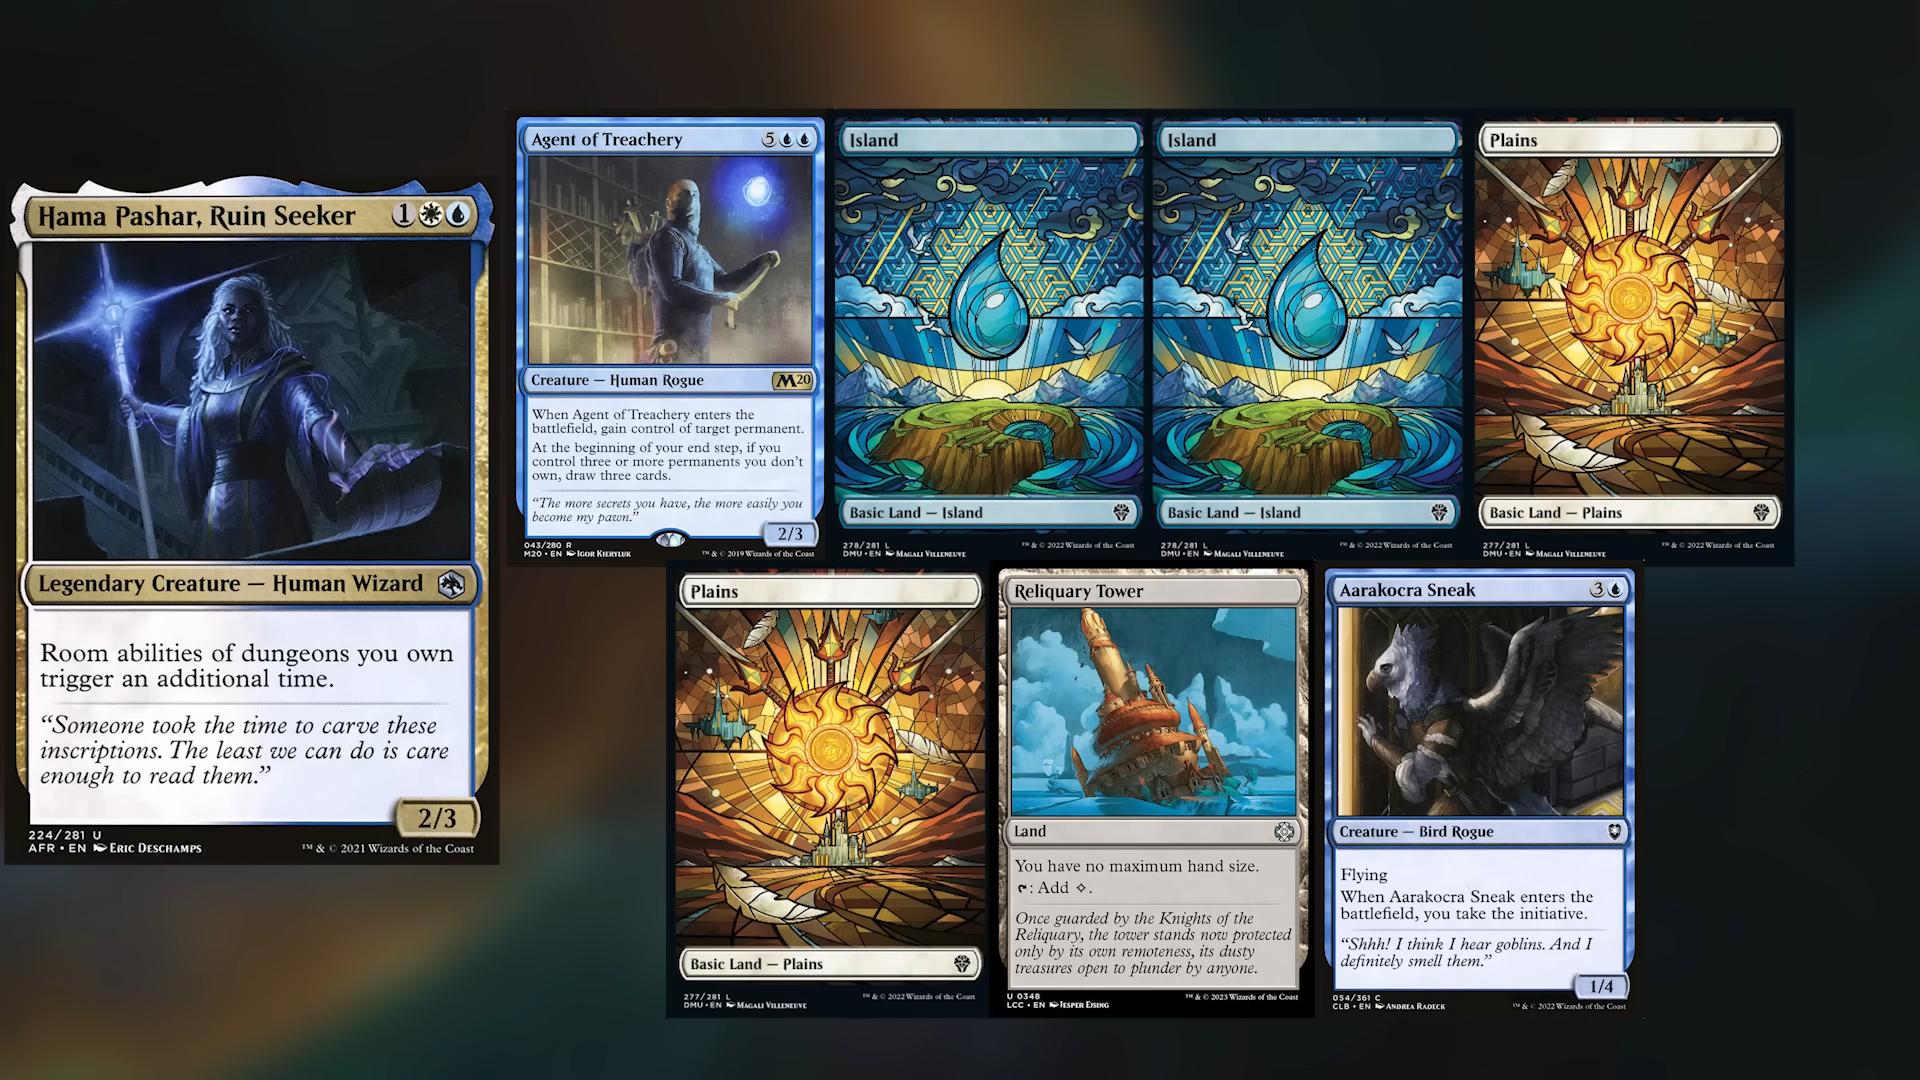 Hama Pashar, Ruin Seeker 1
Legendary Creature — Human Wizard
Room abilities of dungeons you own
trigger an additional time.
“Someone took the time to carve these
inscriptions. The least we can do is care
enough to read them.”
2/3
224/281 U
AFR • EN Eric Deschamps
™ & © 2021 Wizards of the Coast
Agent of Treachery 5
Creature — Human Rogue
M20
When Agent of Treachery enters the
battlefield, gain control of target permanent.
At the beginning of your end step, if you
control three or more permanents you don’t
own, draw three cards.
“The more secrets you have, the more easily you
become my pawn.”
2/3
043/280 R
M20 • EN Igor Kieryluk
™ & © 2019 Wizards of the Coast
Island
Basic Land — Island
278/281 L
DMU • EN Magali Villeneuve
™ & © 2022 Wizards of the Coast
Island
Basic Land — Island
278/281 L
DMU • EN Magali Villeneuve
™ & © 2022 Wizards of the Coast
Plains
Basic Land — Plains
277/281 L
DMU • EN Magali Villeneuve
™ & © 2022 Wizards of the Coast
Plains
Basic Land — Plains
277/281 L
DMU • EN Magali Villeneuve
™ & © 2022 Wizards of the Coast
Reliquary Tower
Land
You have no maximum hand size.
: Add .
Once guarded by the Knights of the
Reliquary, the tower stands now protected
only by its own remoteness, its dusty
treasures open to plunder by anyone.
U 0348
LCC • EN Jesper Ejsing
™ & © 2023 Wizards of the Coast
Aarakocra Sneak 3
Creature — Bird Rogue
Flying
When Aarakocra Sneak enters the
battlefield, you take the initiative.
“Shhh! I think I hear goblins. And I
definitely smell them.”
1/4
054/361 C
CLB • EN Andrea Radeck
™ & © 2022 Wizards of the Coast